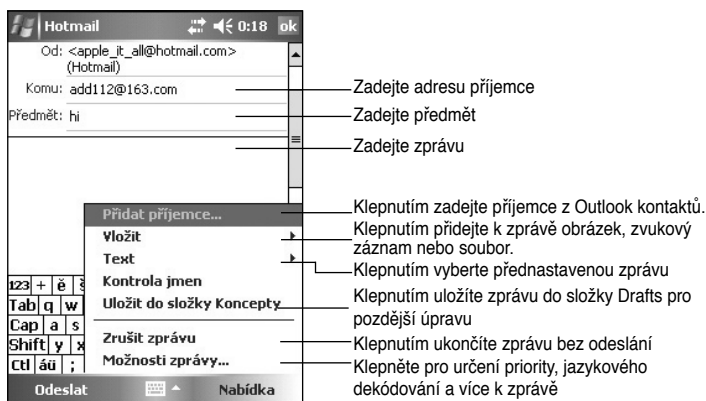 Hotmail 0:18 ok
Od: <apple_it_all@hotmail.com>
(Hotmail)
Komu: add112@163.com
Zadejte adresu příjemce
Předmět: hi
Zadejte předmět
Zadejte zprávu
Přidat příjemce...
Klepnutím zadejte příjemce z Outlook kontaktů.
Vložit
Klepnutím přidejte k zprávě obrázek, zvukový
záznam nebo soubor.
Text
Klepnutím vyberte přednastavenou zprávu
Kontrola jmen
Uložit do složky Koncepty
Klepnutím uložíte zprávu do složky Drafts pro
pozdější úpravu
Zrušit zprávu
Klepnutím ukončíte zprávu bez odeslání
Možnosti zprávy...
Klepněte pro určení priority, jazykového
dekódování a více k zprávě
123 + ě
Tab q w
Cap a s
Shift y x
Ctl áü ;
Odeslat Nabídka